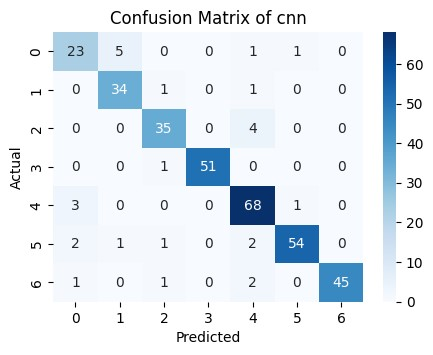 Confusion Matrix of cnn
0 23 5 0 0 1 1 0
1 0 34 1 0 1 0 0
2 0 0 35 0 4 0 0
3 0 0 1 51 0 0 0
4 3 0 0 0 68 1 0
5 2 1 1 0 2 54 0
6 1 0 1 0 2 0 45
0 1 2 3 4 5 6
Actual
Predicted
60
50
40
30
20
10
0